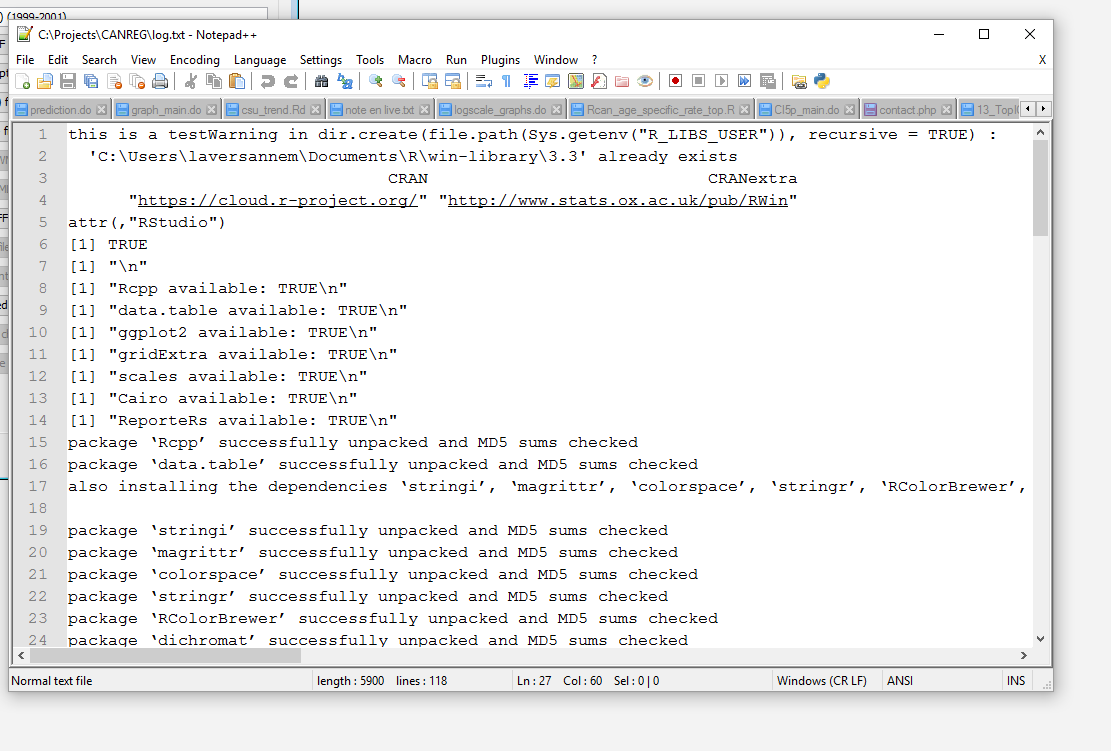 ) (1999-2001)
C:\Projects\CANREG\log.txt - Notepad++
File Edit Search View Encoding Language Settings Tools Macro Run Plugins Window ? X
prediction.do graph_main.do csu_trend.Rd note en live.txt logscale_graphs.do Rcan_age_specific_rate_top.R CI5p_main.do contact.php
1 this is a testWarning in dir.create(file.path(Sys.getenv("R_LIBS_USER")), recursive = TRUE) :
2 'C:\Users\laversannem\Documents\R\win-library\3.3' already exists
3 CRAN CRANextra
4 "https://cloud.r-project.org/" "http://www.stats.ox.ac.uk/pub/RWin"
5 attr(,"RStudio")
6 [1] TRUE
7 [1] "\n"
8 [1] "Rcpp available: TRUE\n"
9 [1] "data.table available: TRUE\n"
10 [1] "ggplot2 available: TRUE\n"
11 [1] "gridExtra available: TRUE\n"
12 [1] "scales available: TRUE\n"
13 [1] "Cairo available: TRUE\n"
14 [1] "ReporteRs available: TRUE\n"
15 package ‘Rcpp’ successfully unpacked and MD5 sums checked
16 package ‘data.table’ successfully unpacked and MD5 sums checked
17 also installing the dependencies ‘stringi’, ‘magrittr’, ‘colorspace’, ‘stringr’, ‘RColorBrewer’,
18
19 package ‘stringi’ successfully unpacked and MD5 sums checked
20 package ‘magrittr’ successfully unpacked and MD5 sums checked
21 package ‘colorspace’ successfully unpacked and MD5 sums checked
22 package ‘stringr’ successfully unpacked and MD5 sums checked
23 package ‘RColorBrewer’ successfully unpacked and MD5 sums checked
24 package ‘dichromat’ successfully unpacked and MD5 sums checked
Normal text file length : 5900 lines : 118 Ln : 27 Col : 60 Sel : 0 | 0 Windows (CR LF) ANSI INS